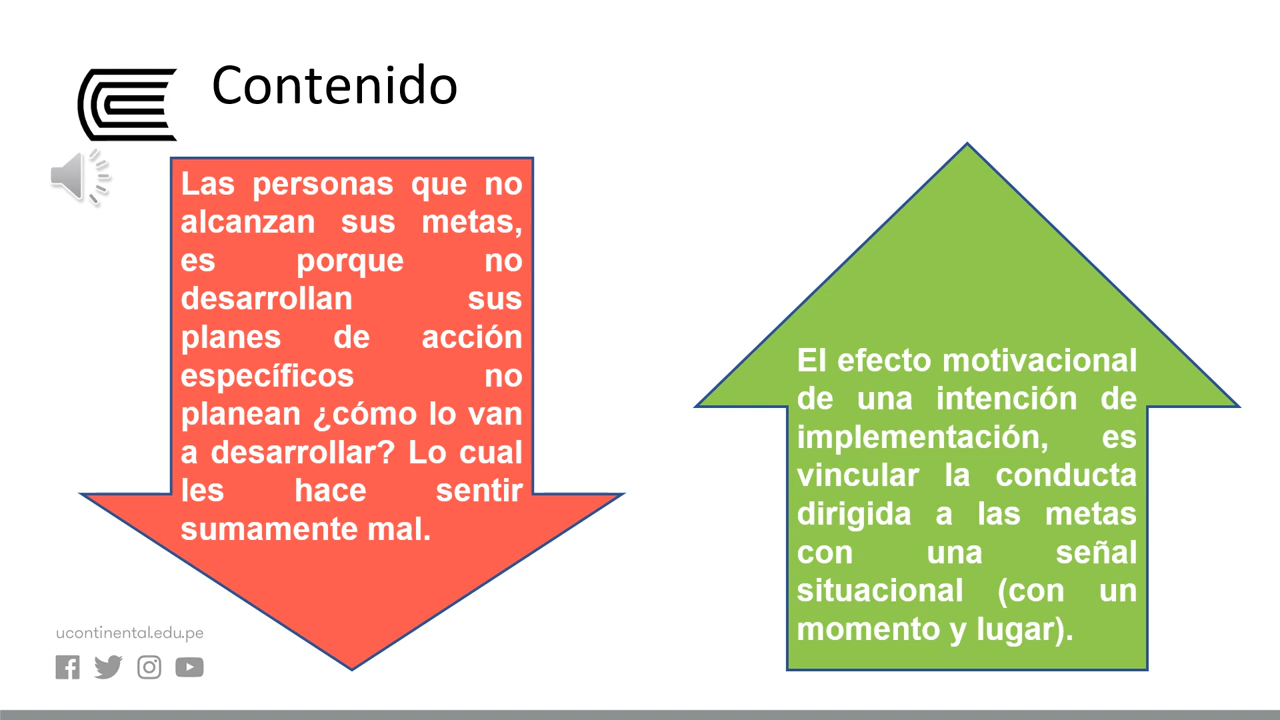 Contenido
Las personas que no
alcanzan sus metas,
es porque no
desarrollan sus
planes de acción
específicos no
planean ¿cómo lo van
a desarrollar? Lo cual
les hace sentir
sumamente mal.
El efecto motivacional
de una intención de
implementación, es
vincular la conducta
dirigida a las metas
con una señal
situacional (con un
momento y lugar).
ucontinental.edu.pe